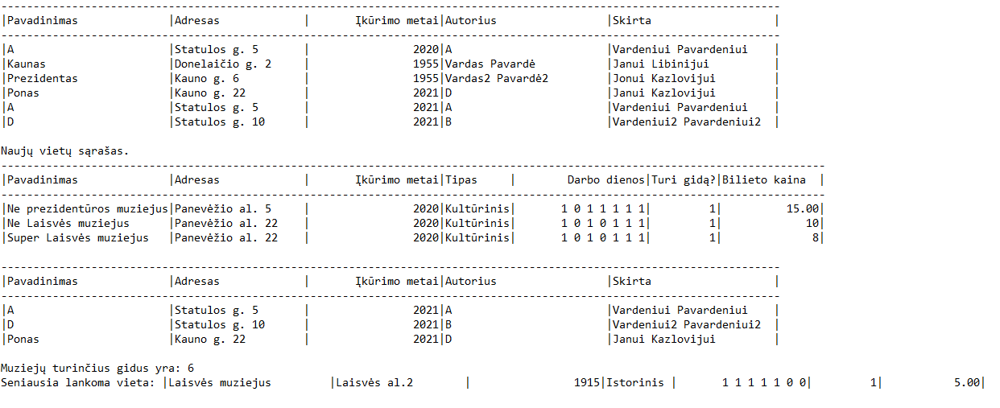 -------------------------------------------------------------------------------------------------------------------------
|Pavadinimas             |Adresas             |       Įkūrimo metai|Autorius                 |Skirta                   |
-------------------------------------------------------------------------------------------------------------------------
|A                       |Statulos g. 5       |                2020|A                        |Vardeniui Pavardeniui    |
|Kaunas                  |Donelaičio g. 2     |                1955|Vardas Pavardė           |Janui Libinijui          |
|Prezidentas             |Kauno g. 6          |                1955|Vardas2 Pavardė2         |Jonui Kazlovijui         |
|Ponas                   |Kauno g. 22         |                2021|D                        |Janui Kazlovijui         |
|A                       |Statulos g. 5       |                2021|A                        |Vardeniui Pavardeniui    |
|D                       |Statulos g. 10      |                2021|B                        |Vardeniui2 Pavardeniui2  |
Naujų vietų sąrašas.
--------------------------------------------------------------------------------------------------------------------------------
|Pavadinimas             |Adresas             |       Įkūrimo metai|Tipas     |        Darbo dienos|Turi gidą?|Bilieto kaina  |
--------------------------------------------------------------------------------------------------------------------------------
|Ne prezidentūros muziejus|Panevėžio al. 5     |                2020|Kultūrinis|       1 0 1 1 1 1 1|         1|          15.00|
|Ne Laisvės muziejus      |Panevėžio al. 22    |                2020|Kultūrinis|       1 0 1 0 1 1 1|         1|             10|
|Super Laisvės muziejus   |Panevėžio al. 22    |                2020|Kultūrinis|       1 0 1 0 1 1 1|         1|              8|
-------------------------------------------------------------------------------------------------------------------------
|Pavadinimas             |Adresas             |       Įkūrimo metai|Autorius                 |Skirta                   |
-------------------------------------------------------------------------------------------------------------------------
|A                       |Statulos g. 5       |                2021|A                        |Vardeniui Pavardeniui    |
|D                       |Statulos g. 10      |                2021|B                        |Vardeniui2 Pavardeniui2  |
|Ponas                   |Kauno g. 22         |                2021|D                        |Janui Kazlovijui         |
Muziejų turinčius gidus yra: 6
Seniausia lankoma vieta: |Laisvės muziejus         |Laisvės al.2        |                1915|Istorinis |       1 1 1 1 1 0 0|         1|           5.00|